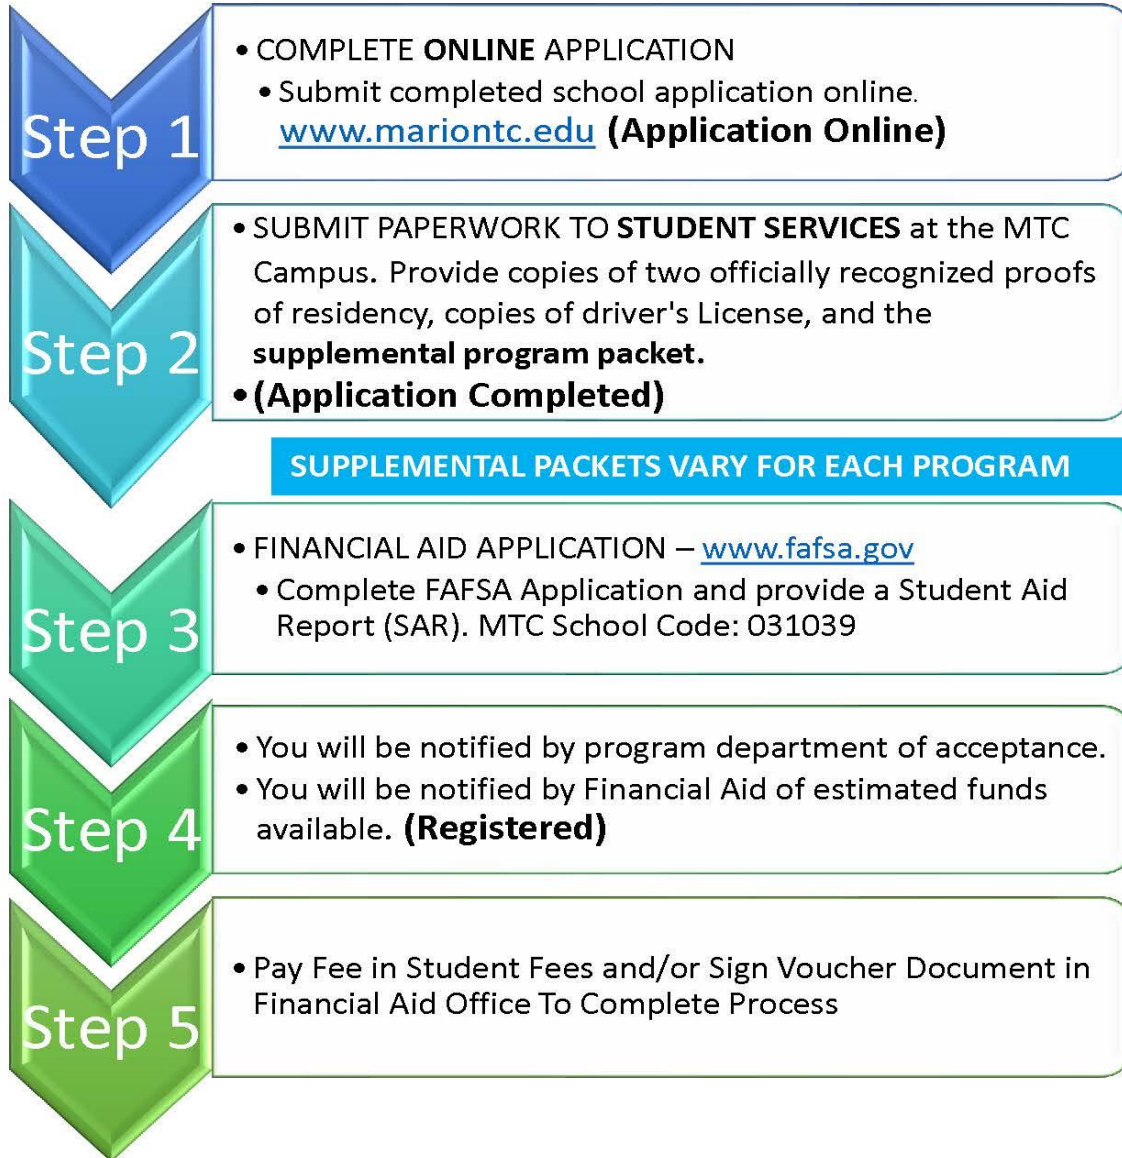 Step 1
• COMPLETE ONLINE APPLICATION
• Submit completed school application online.
www.mariontc.edu (Application Online)
Step 2
• SUBMIT PAPERWORK TO STUDENT SERVICES at the MTC
Campus. Provide copies of two officially recognized proofs
of residency, copies of driver's License, and the
supplemental program packet.
• (Application Completed)
SUPPLEMENTAL PACKETS VARY FOR EACH PROGRAM
Step 3
• FINANCIAL AID APPLICATION – www.fafsa.gov
• Complete FAFSA Application and provide a Student Aid
Report (SAR). MTC School Code: 031039
Step 4
• You will be notified by program department of acceptance.
• You will be notified by Financial Aid of estimated funds
available. (Registered)
Step 5
• Pay Fee in Student Fees and/or Sign Voucher Document in
Financial Aid Office To Complete Process